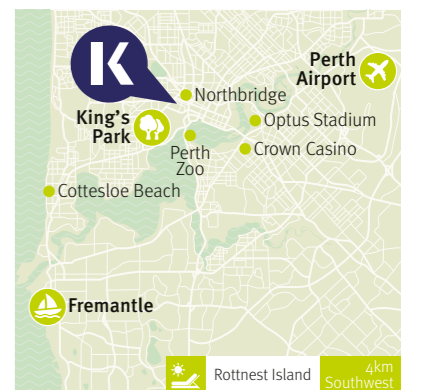 K
Perth
Airport
Northbridge
King's
Park
Optus Stadium
Perth
Zoo
Crown Casino
Cottesloe Beach
Fremantle
Rottnest Island
4km
Southwest